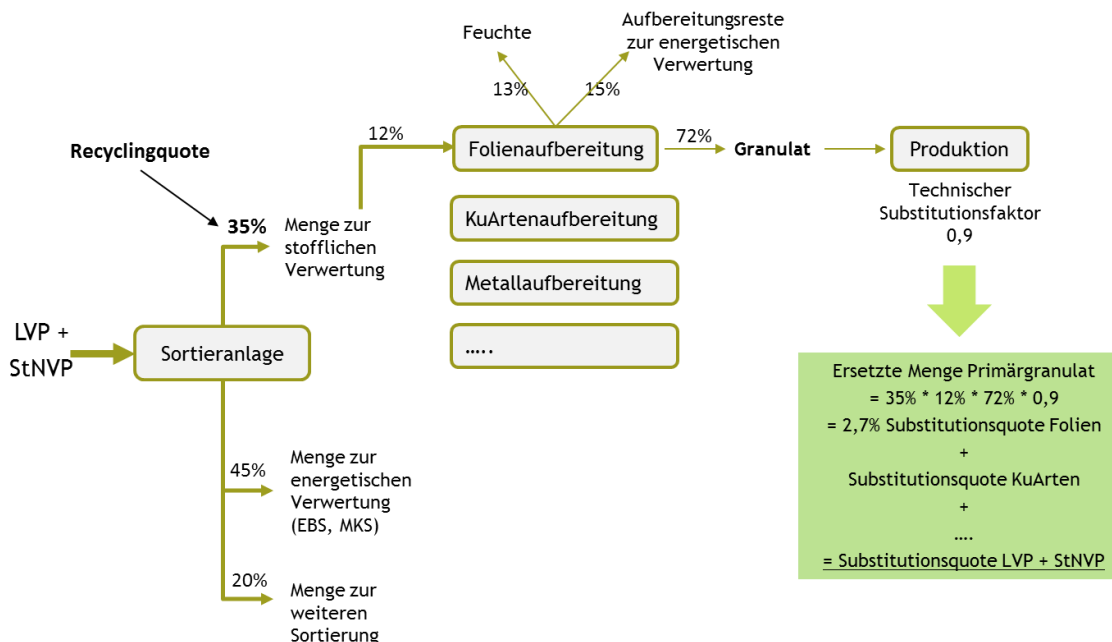 Feuchte
Aufbereitungsreste
zur energetischen
Verwertung
13%
15%
12%
Folienaufbereitung
72%
Granulat
Produktion
Recyclingquote
35%
Menge zur
stofflichen
Verwertung
KuArtenaufbereitung
Metallaufbereitung
…..
Technischer
Substitutionsfaktor
0,9
LVP +
StNVP
Sortieranlage
45%
Menge zur
energetischen
Verwertung
(EBS, MKS)
20%
Menge zur
weiteren
Sortierung
Ersetzte Menge Primärgranulat
= 35% * 12% * 72% * 0,9
= 2,7% Substitutionsquote Folien
+
Substitutionsquote KuArten
+
….
= Substitutionsquote LVP + StNVP